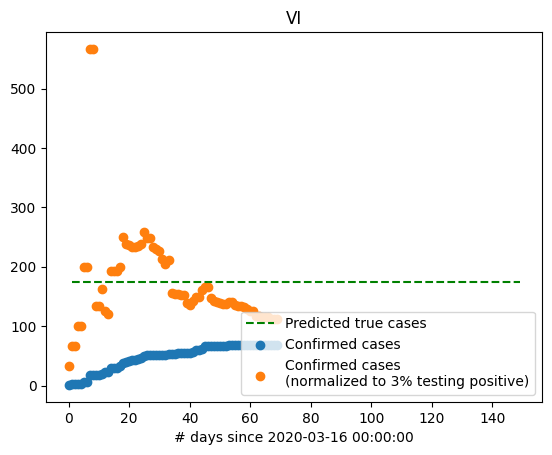 VI
500
400
300
200
100
0
Predicted true cases
Confirmed cases
Confirmed cases
(normalized to 3% testing positive)
0 20 40 60 80 100 120 140
# days since 2020-03-16 00:00:00